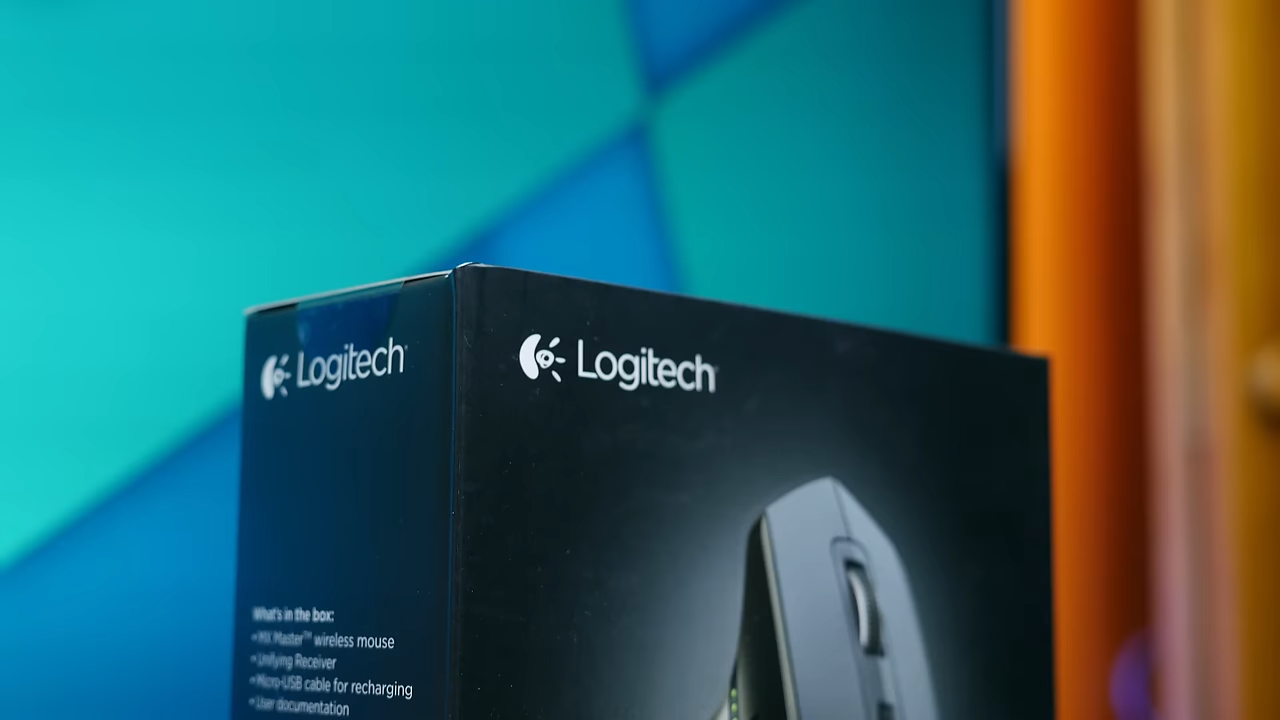 Logitech
Logitech
What's in the box:
- MX Master™ wireless mouse
- Unifying Receiver
- Micro-USB cable for recharging
- User documentation